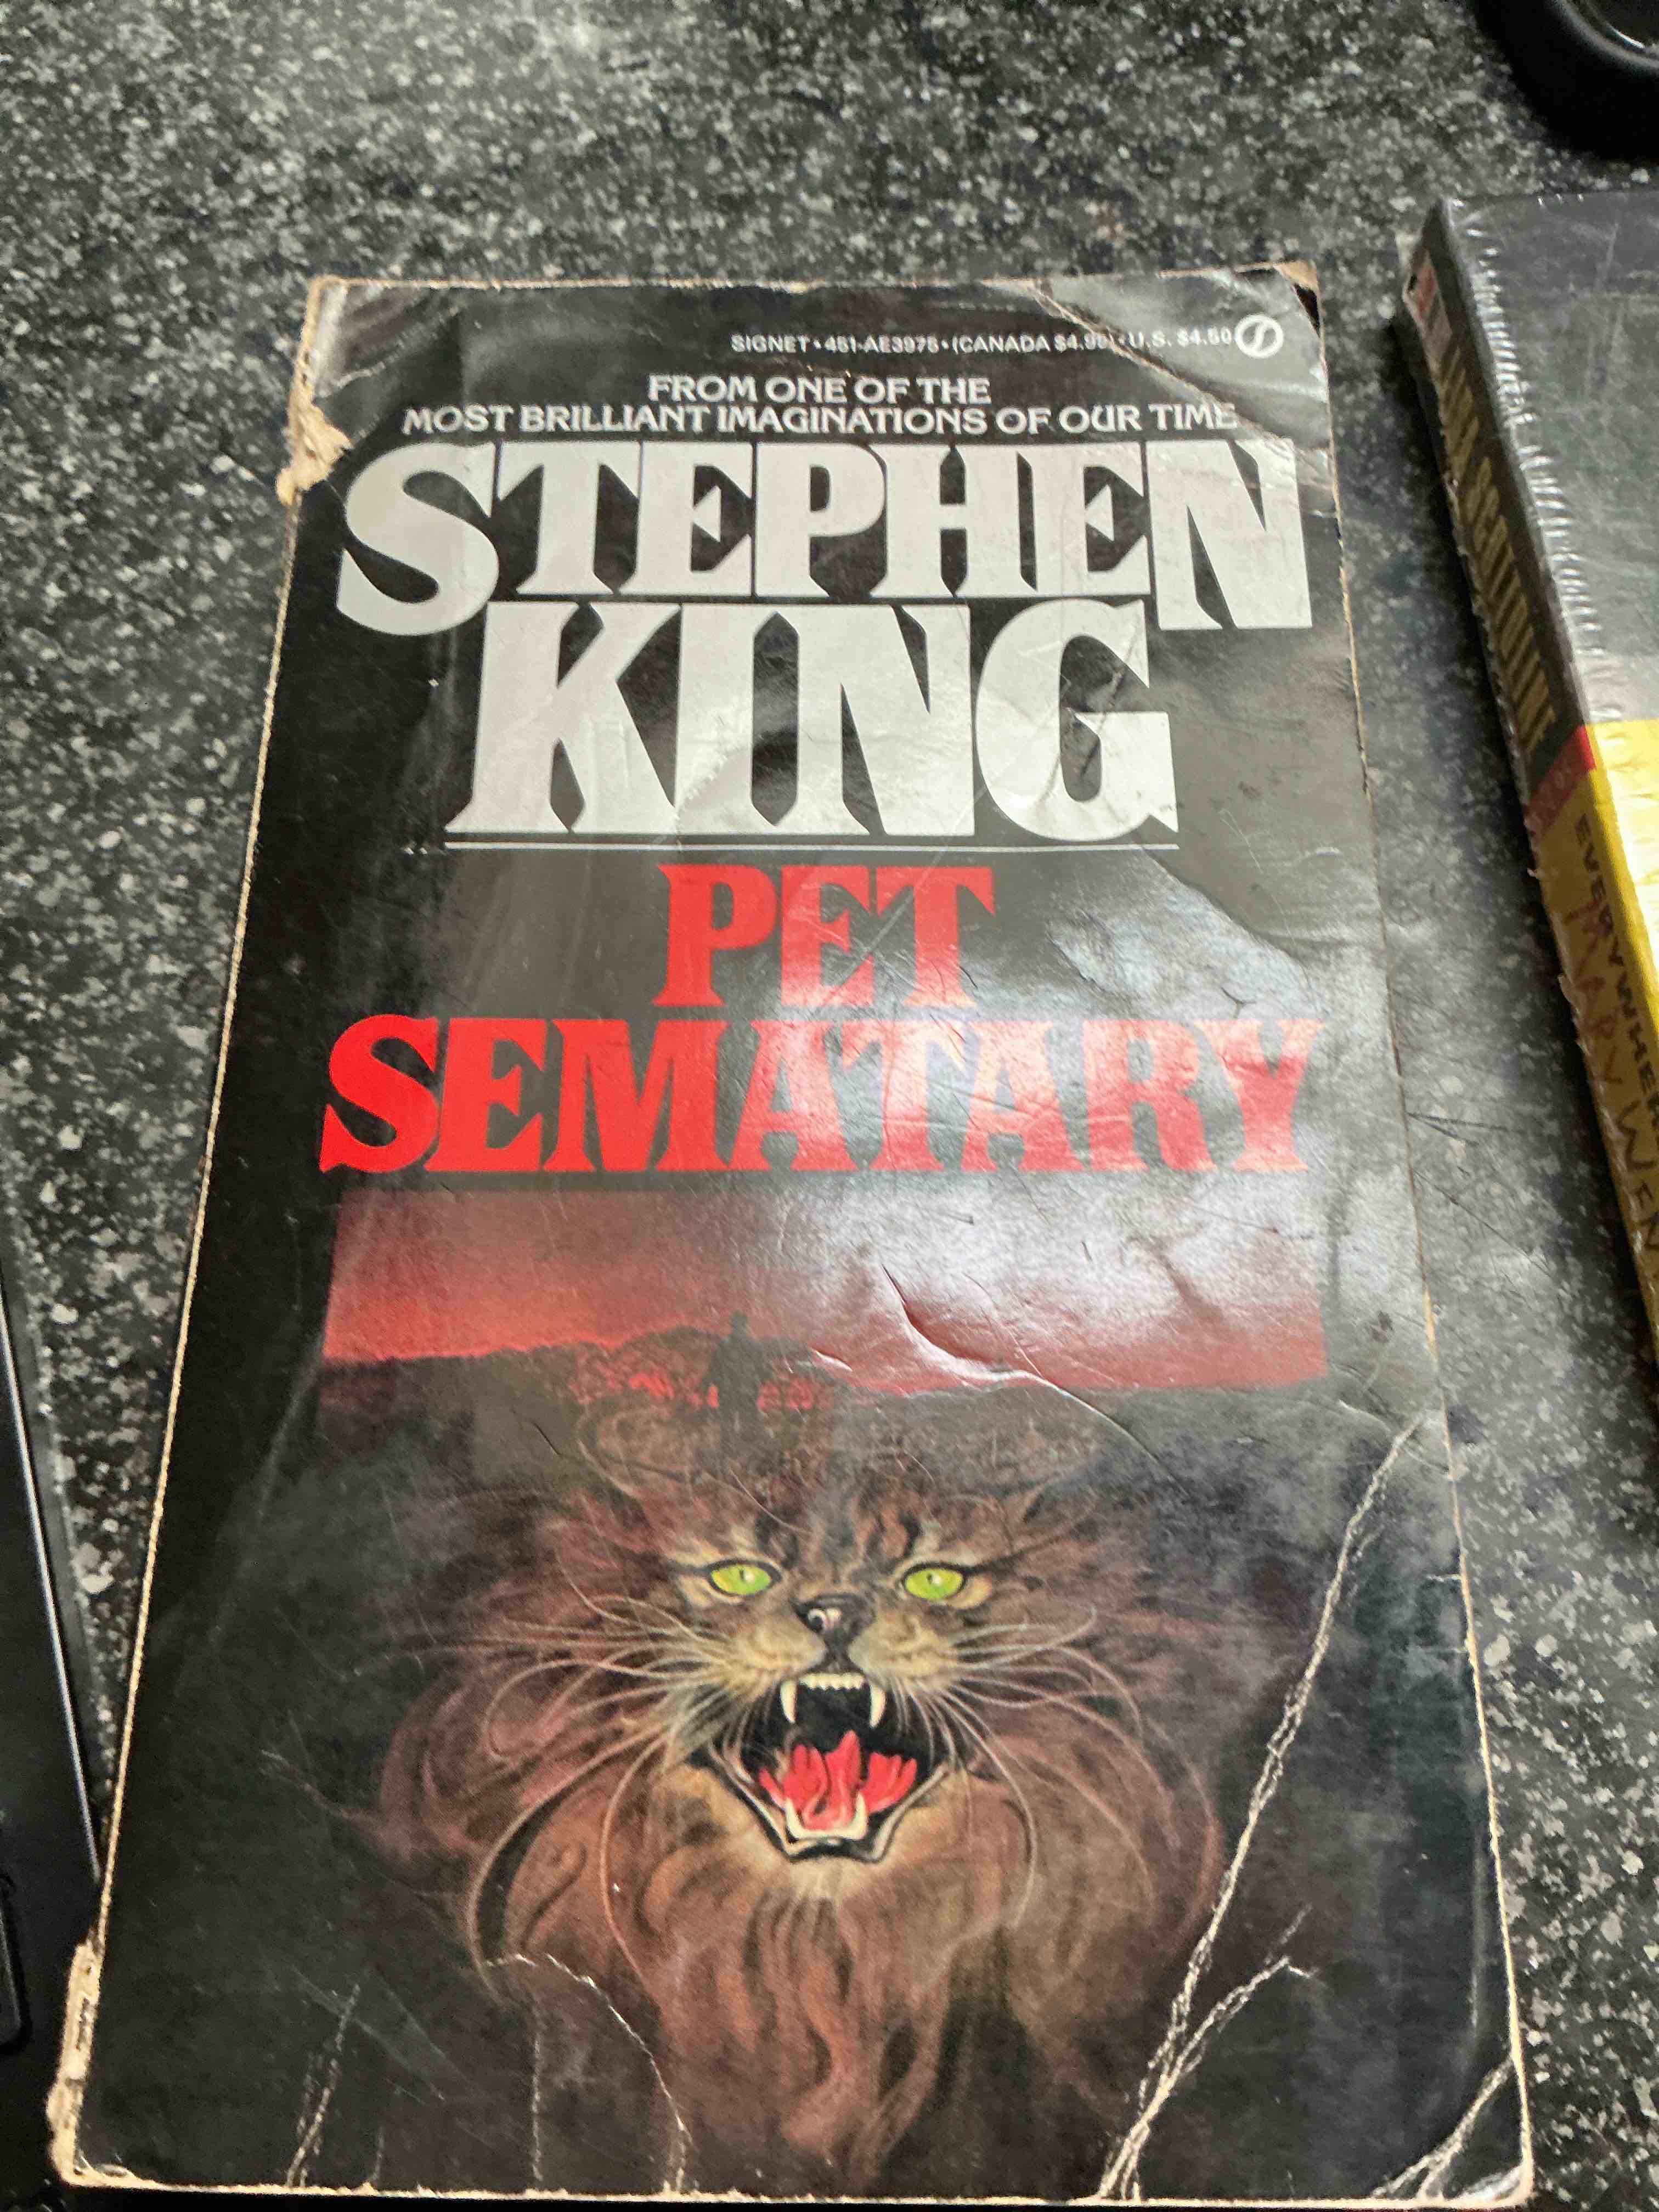 SIGNET • 451-AE3975 • (CANADA $4.95) • U.S. $4.50
FROM ONE OF THE
MOST BRILLIANT IMAGINATIONS OF OUR TIME
STEPHEN
KING
PET
SEMATARY